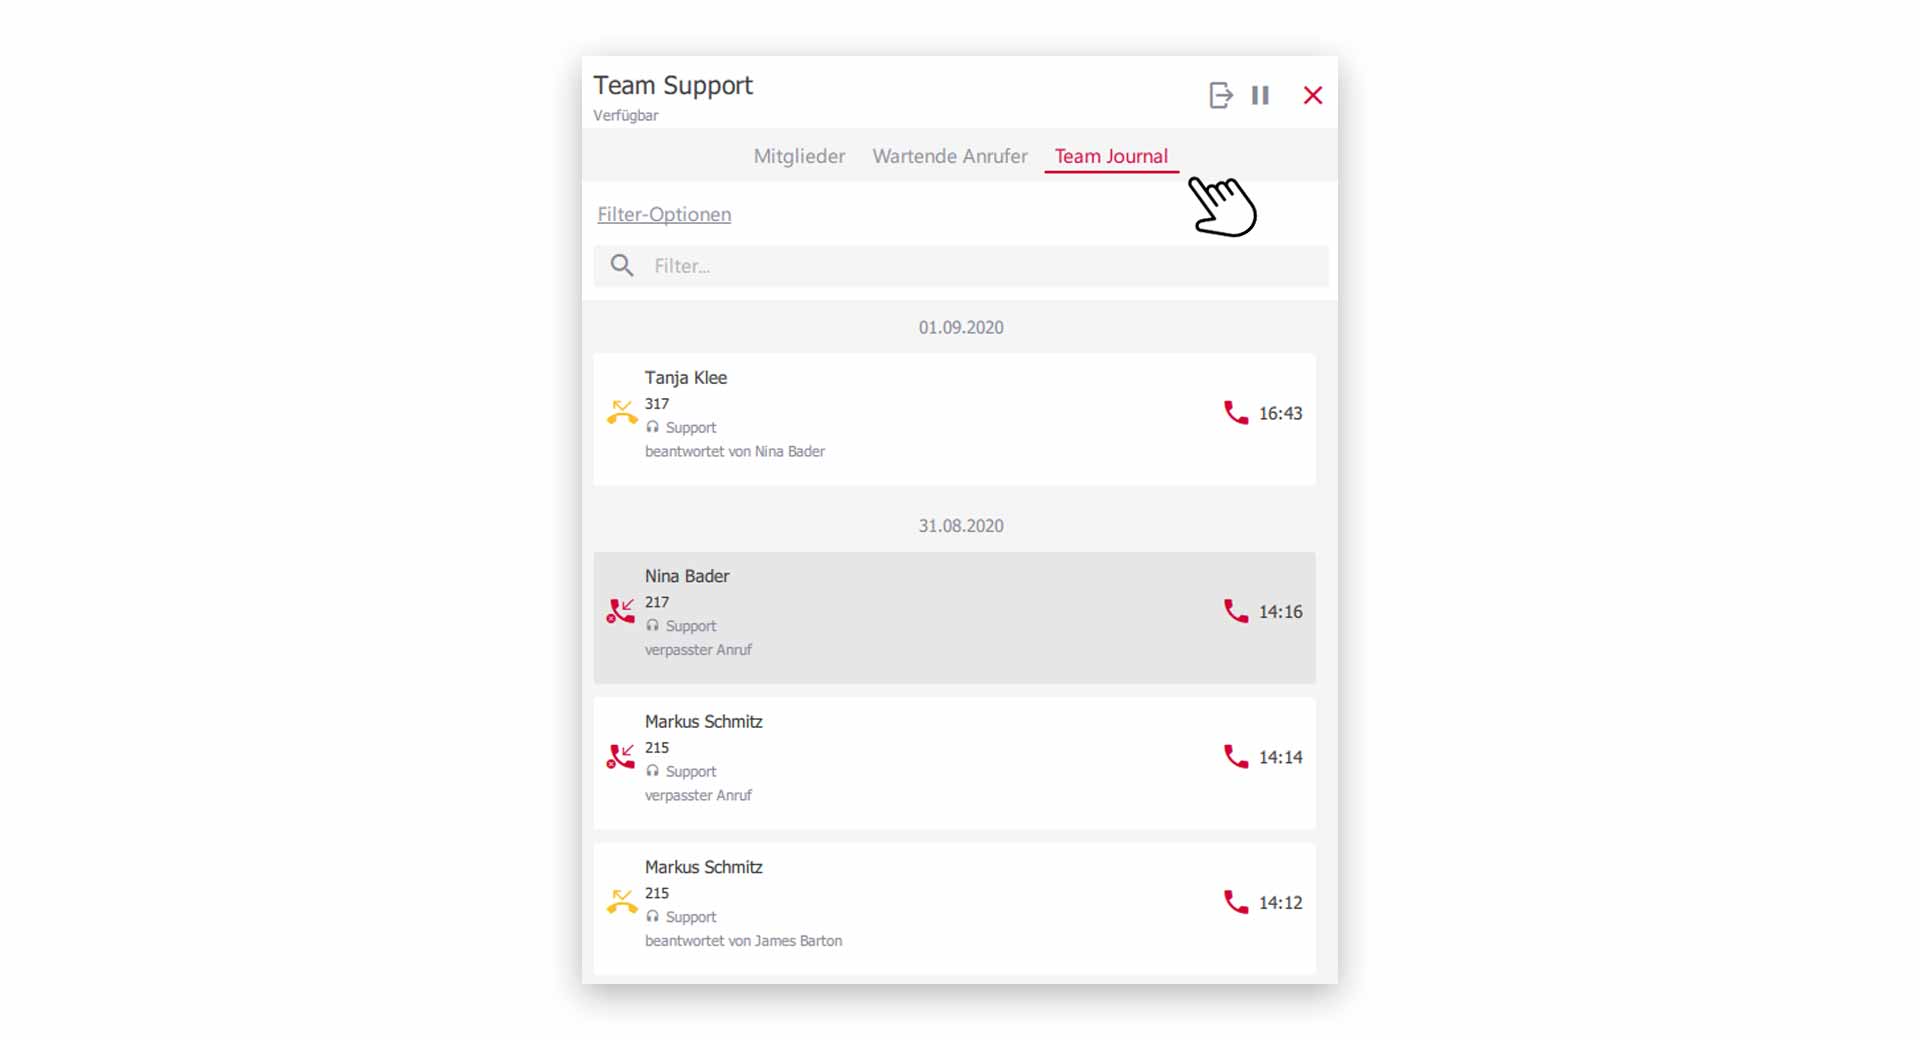 Team Support
Verfügbar
Mitglieder Wartende Anrufer Team Journal
Filter-Optionen
Filter...
01.09.2020
Tanja Klee
317
Support
beantwortet von Nina Bader
16:43
31.08.2020
Nina Bader
217
Support
verpasster Anruf
14:16
Markus Schmitz
215
Support
verpasster Anruf
14:14
Markus Schmitz
215
Support
beantwortet von James Barton
14:12